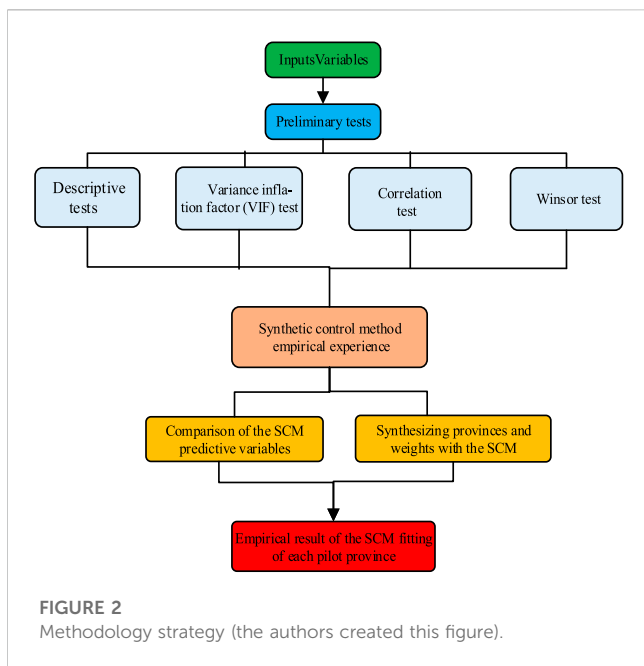 InputsVariables
Preliminary tests
Descriptive
tests
Variance infla-
tion factor (VIF) test
Correlation
test
Winsor test
Synthetic control method
empirical experience
Comparison of the SCM
predictive variables
Synthesizing provinces and
weights with the SCM
Empirical result of the SCM fitting
of each pilot province
FIGURE 2
Methodology strategy (the authors created this figure).